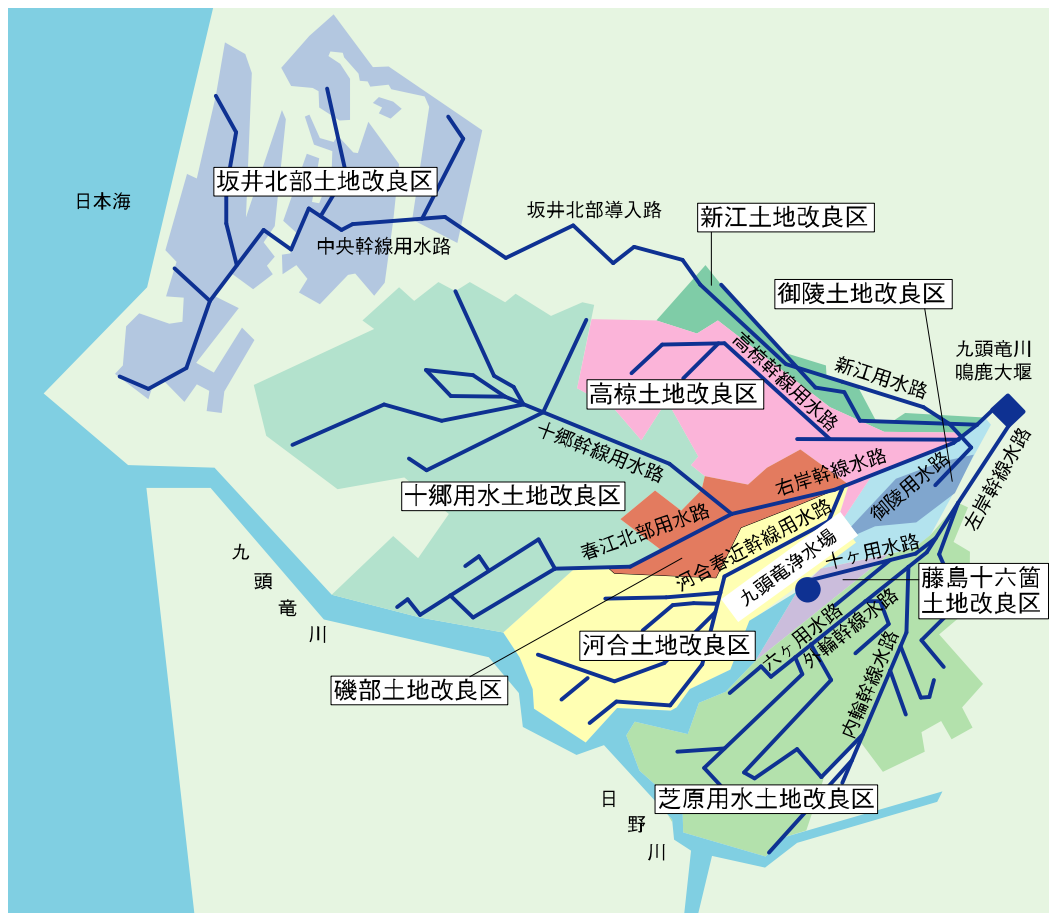 日本海
坂井北部土地改良区
中央幹線用水路
坂井北部導入路
新江土地改良区
御陵土地改良区
九頭竜川
鳴鹿大堰
高椋幹線用水路
新江用水路
高椋土地改良区
十郷幹線用水路
右岸幹線水路
御陵用水路
左岸幹線水路
十郷用水土地改良区
春江北部用水路
河合春近幹線用水路
九頭竜浄水場
十ヶ用水路
藤島十六箇
土地改良区
九頭竜川
六ヶ用水路
外輪幹線水路
河合土地改良区
内輪幹線水路
磯部土地改良区
芝原用水土地改良区
日野川